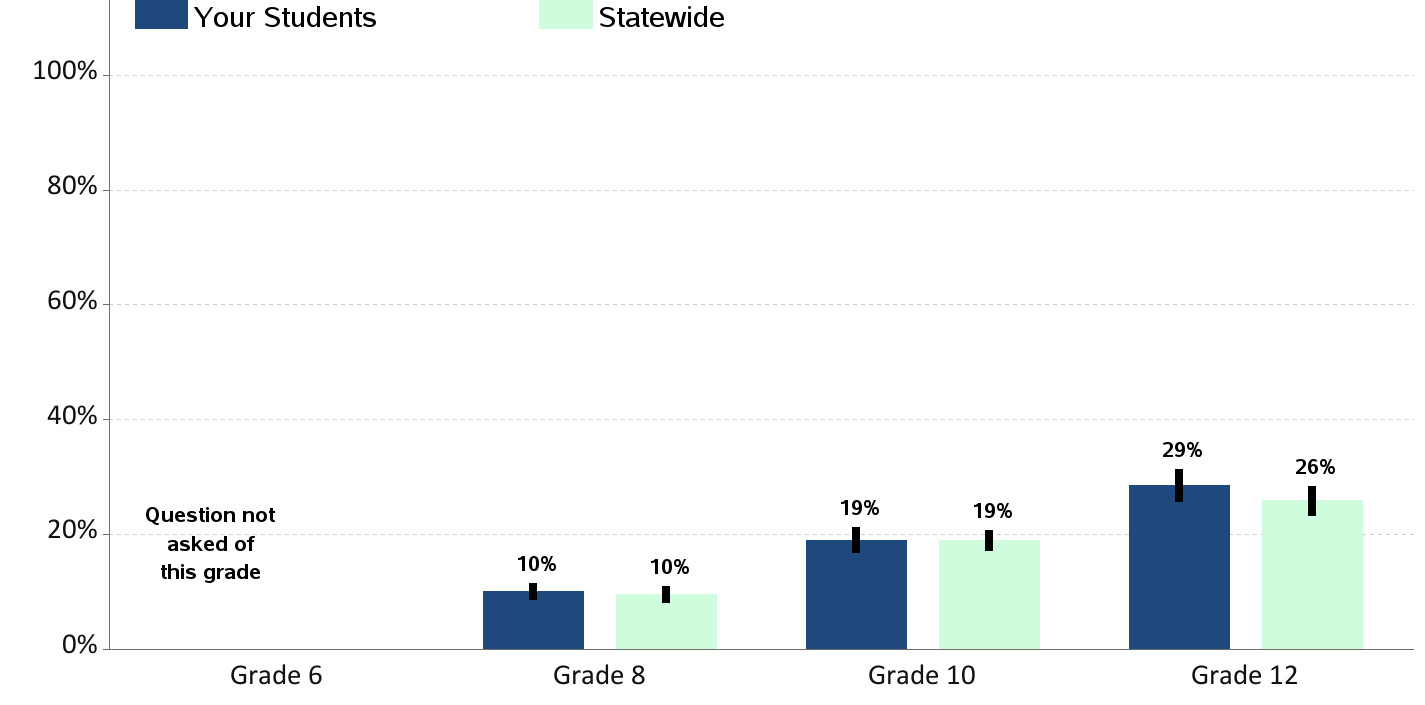 Your Students
Statewide
100%
80%
60%
40%
20%
0%
Question not
asked of
this grade
10%
10%
19%
19%
29%
26%
Grade 6
Grade 8
Grade 10
Grade 12